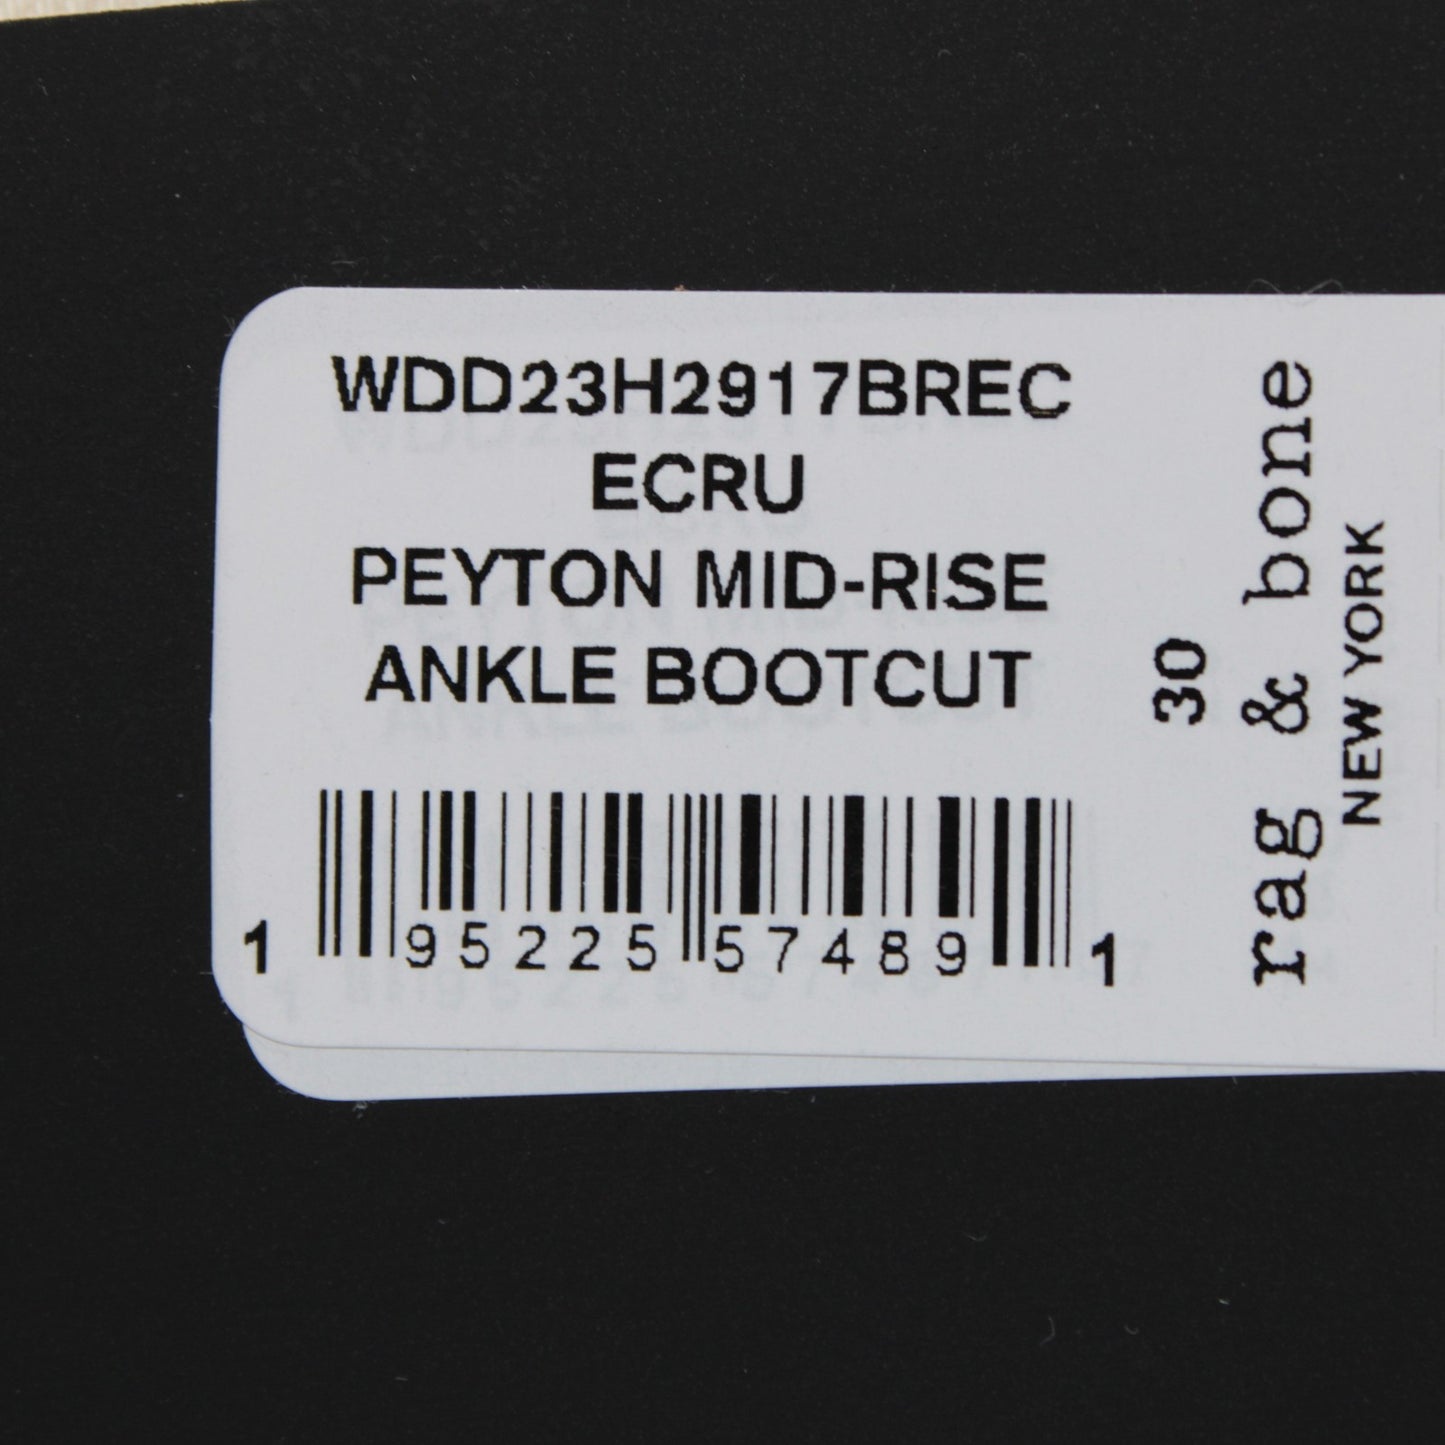 WDD23H2917BREC
ECRU
PEYTON MID-RISE
ANKLE BOOTCUT
1 95225 57489 1
30
rag & bone
NEW YORK